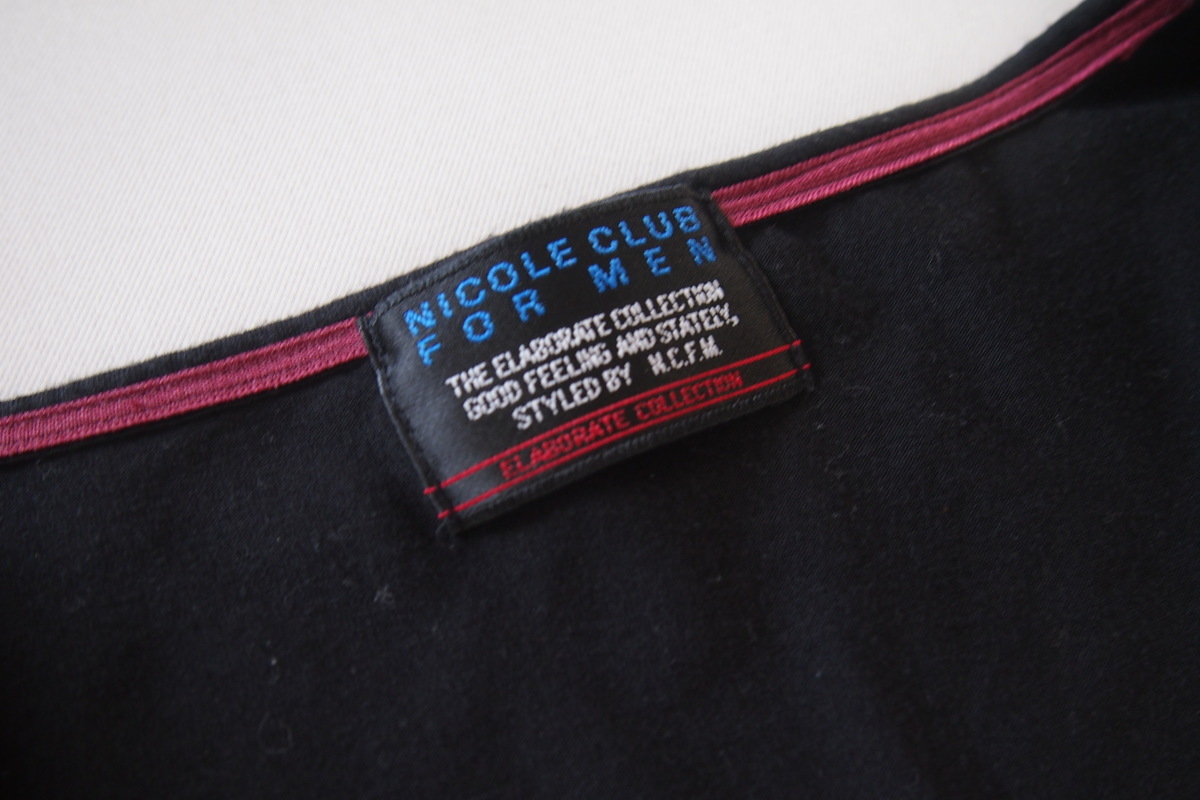 NICOLE CLUB
FOR MEN
THE ELABORATE COLLECTION
GOOD FEELING AND STATELY,
STYLED BY N.C.F.M.
ELABORATE COLLECTION